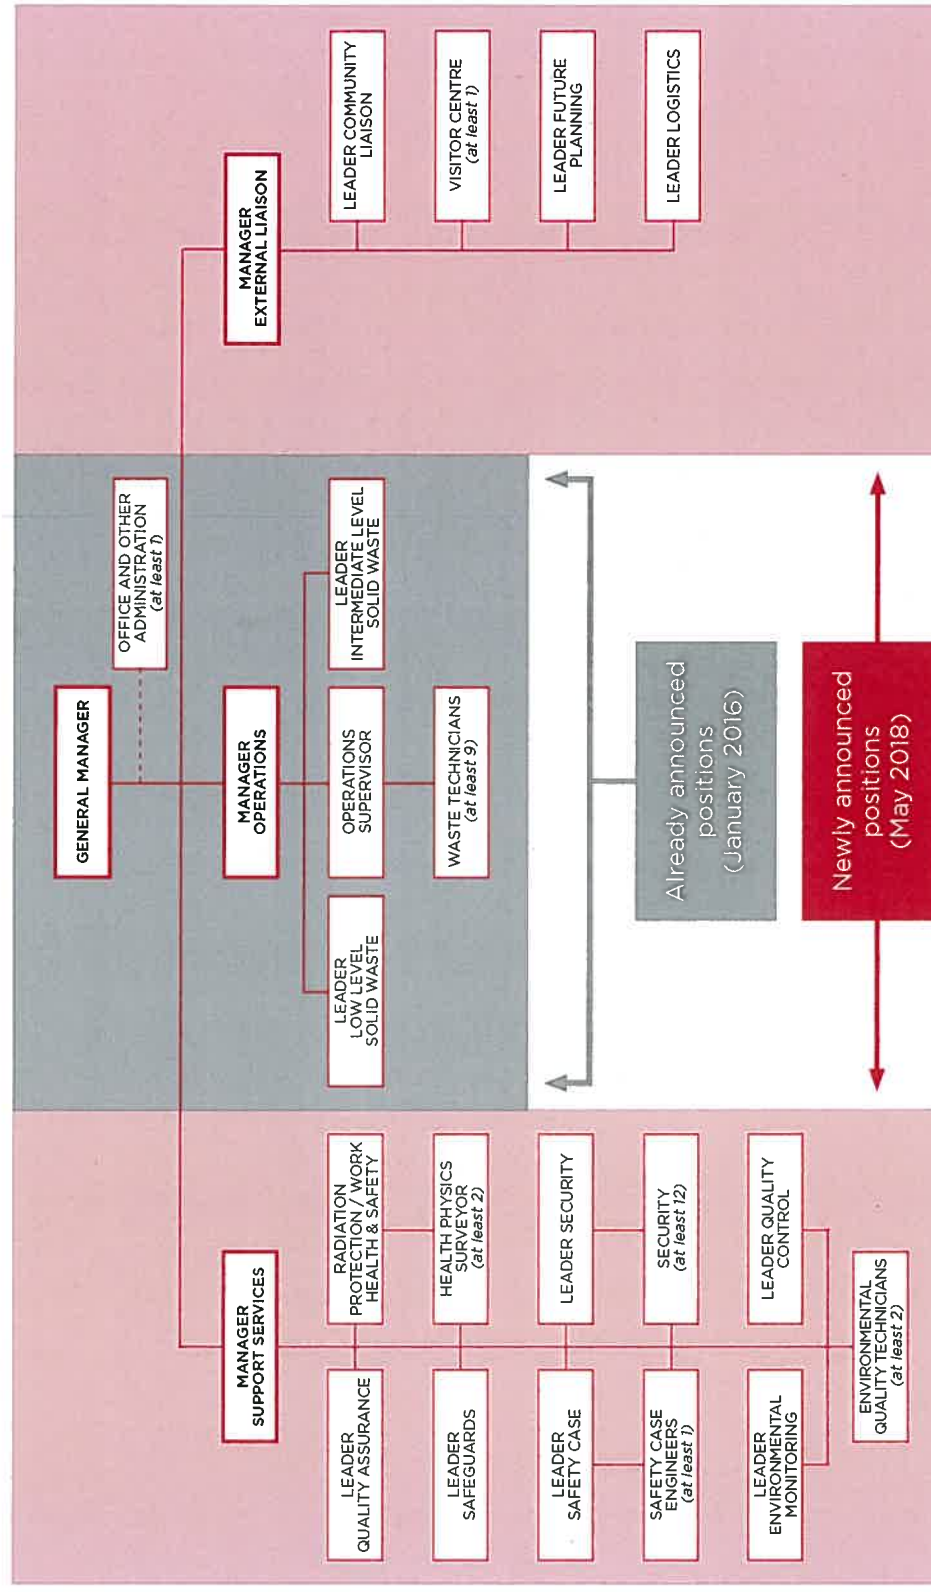 GENERAL MANAGER
OFFICE AND OTHER
ADMINISTRATION
(at least 1)
MANAGER
SUPPORT SERVICES
MANAGER
OPERATIONS
MANAGER
EXTERNAL LIAISON
LEADER
QUALITY ASSURANCE
RADIATION
PROTECTION / WORK
HEALTH & SAFETY
LEADER
SAFEGUARDS
HEALTH PHYSICS
SURVEYOR
(at least 2)
LEADER
SAFETY CASE
LEADER SECURITY
SAFETY CASE
ENGINEERS
(at least 1)
SECURITY
(at least 12)
LEADER
ENVIRONMENTAL
MONITORING
LEADER QUALITY
CONTROL
ENVIRONMENTAL
QUALITY TECHNICIANS
(at least 2)
LEADER
LOW LEVEL
SOLID WASTE
OPERATIONS
SUPERVISOR
LEADER
INTERMEDIATE LEVEL
SOLID WASTE
WASTE TECHNICIANS
(at least 9)
LEADER COMMUNITY
LIAISON
VISITOR CENTRE
(at least 1)
LEADER FUTURE
PLANNING
LEADER LOGISTICS
Already announced
positions
(January 2016)
Newly announced
positions
(May 2018)